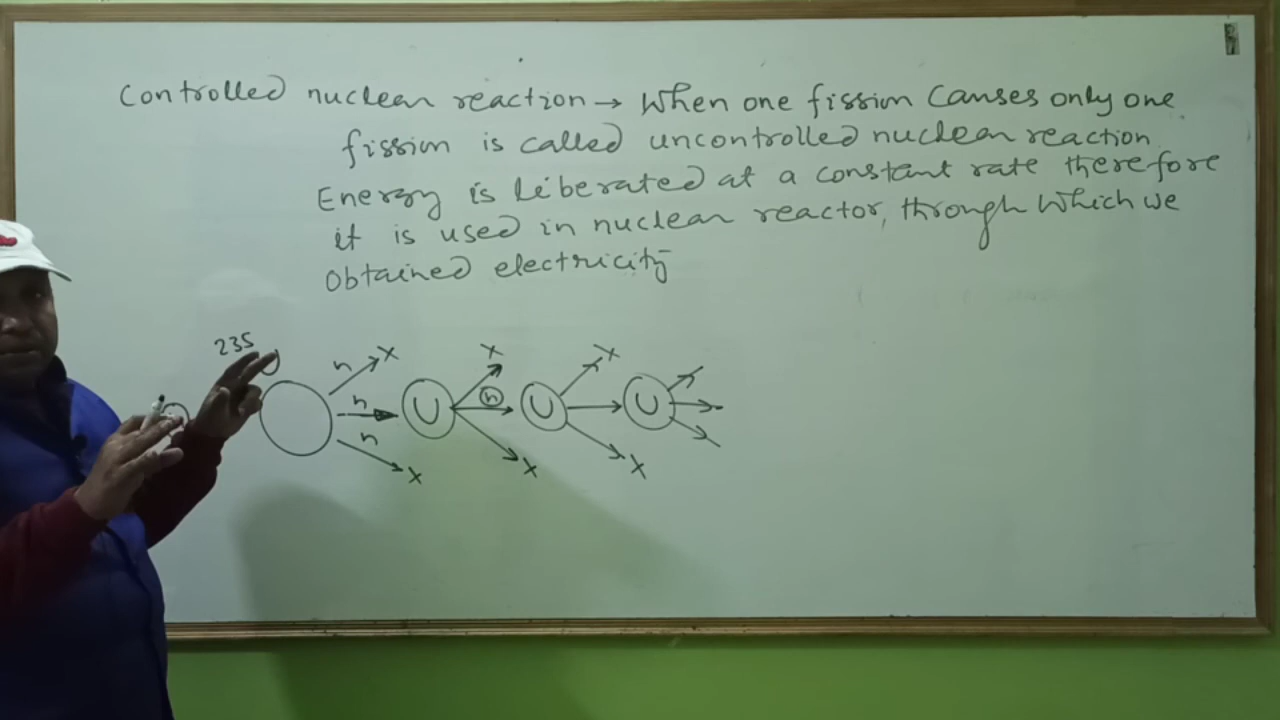 Controlled nuclear reaction → When one fission Causes only one
fission is called uncontrolled nuclear reaction
Energy is liberated at a constant rate therefore
it is used in nuclear reactor, through which we
obtained electricity
235
n x
n
n x
U
x
n
x
U
x
x
U